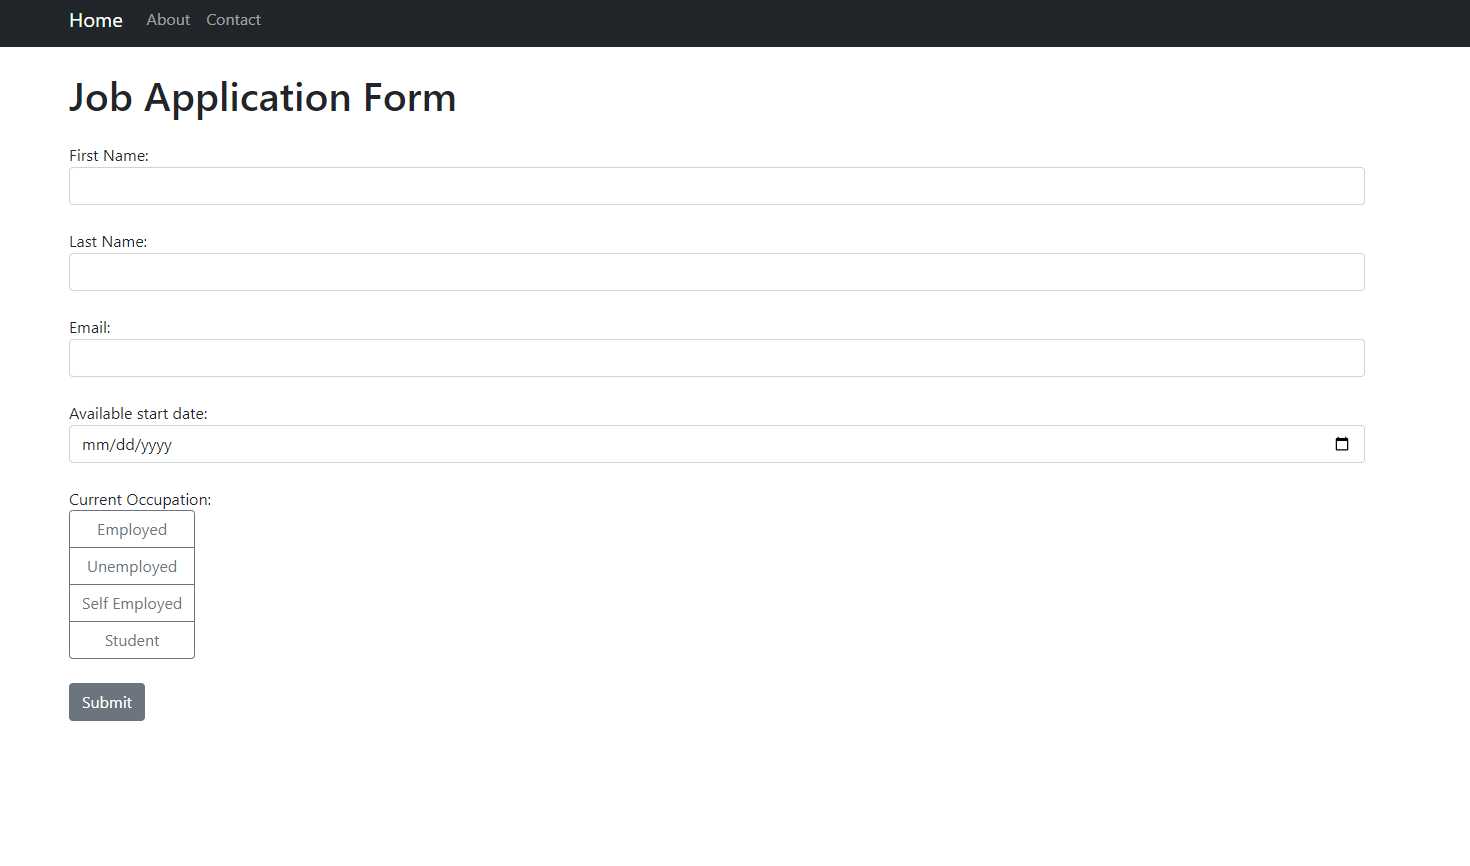 Home About Contact
Job Application Form
First Name:
Last Name:
Email:
Available start date:
mm/dd/yyyy
Current Occupation:
Employed
Unemployed
Self Employed
Student
Submit